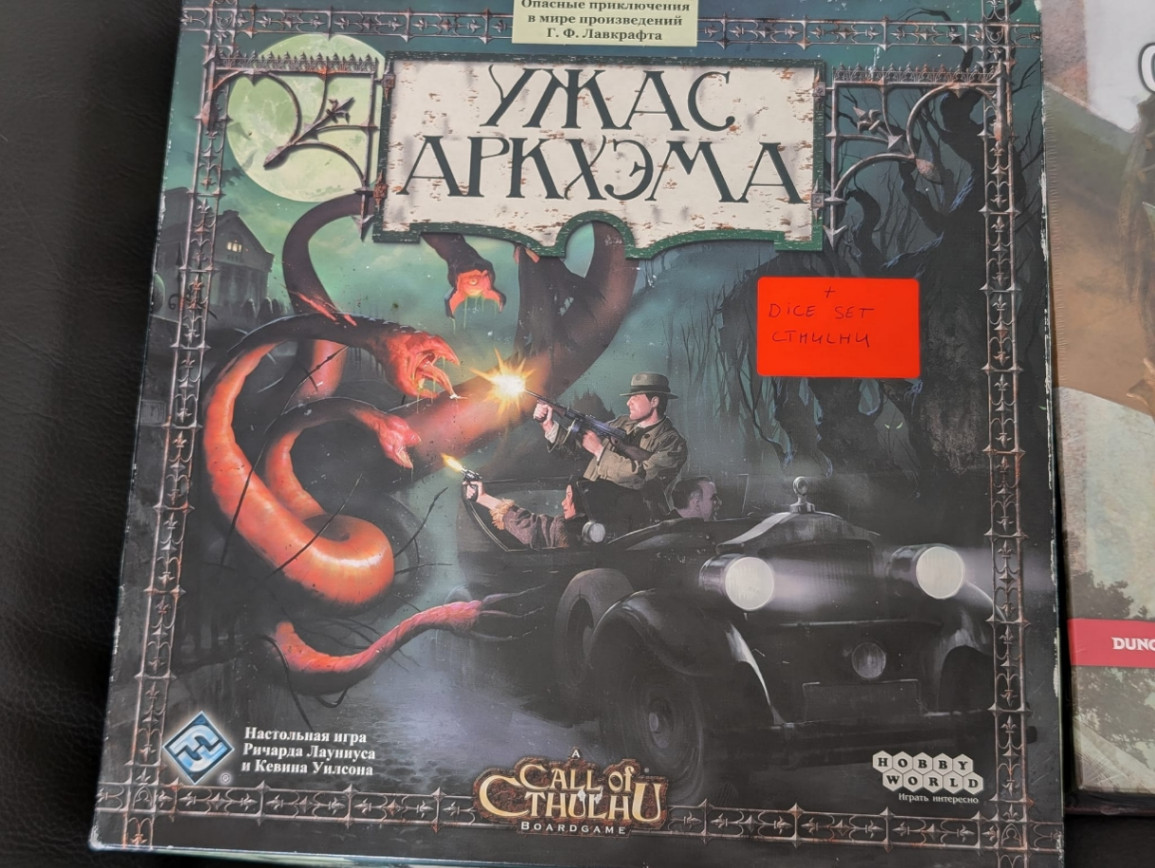 Опасные приключения
в мире произведений
Г. Ф. Лавкрафта
УЖАС
АРКХЭМА
+
DICE SET
CTHULHU
Настольная игра
Ричарда Лауниуса
и Кевина Уилсона
A
CALL of
CTHULHU
BOARDGAME
HOBBY
WORLD
Играть интересно